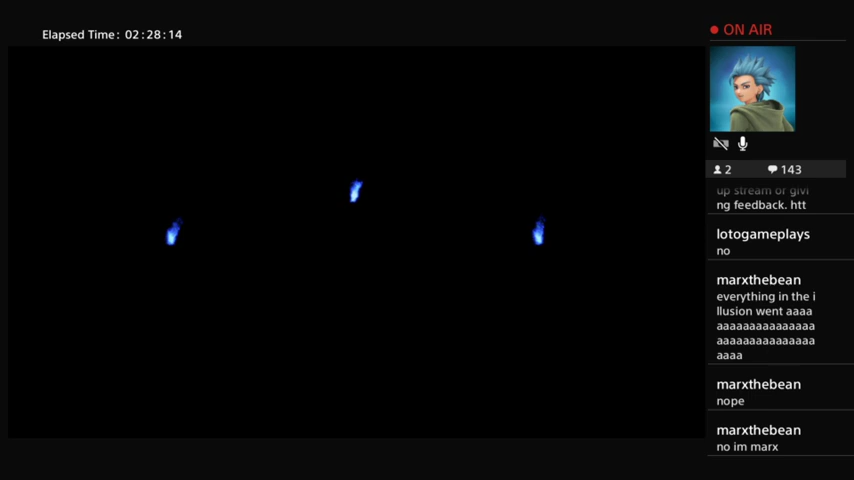 Elapsed Time: 02:28:14
ON AIR
2 143
up stream or givi
ng feedback. htt
lotogameplays
no
marxthebean
everything in the i
llusion went aaaa
aaaaaaaaaaaaaaa
aaaaaaaaaaaaaaa
aaaa
marxthebean
nope
marxthebean
no im marx